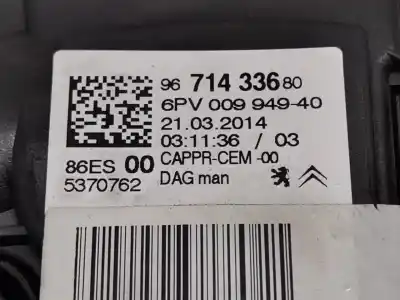 96 714 336 80
6PV 009 949-40
21.03.2014
03:11:36 / 03
86ES 00 CAPPR-CEM -00
5370762 DAG man